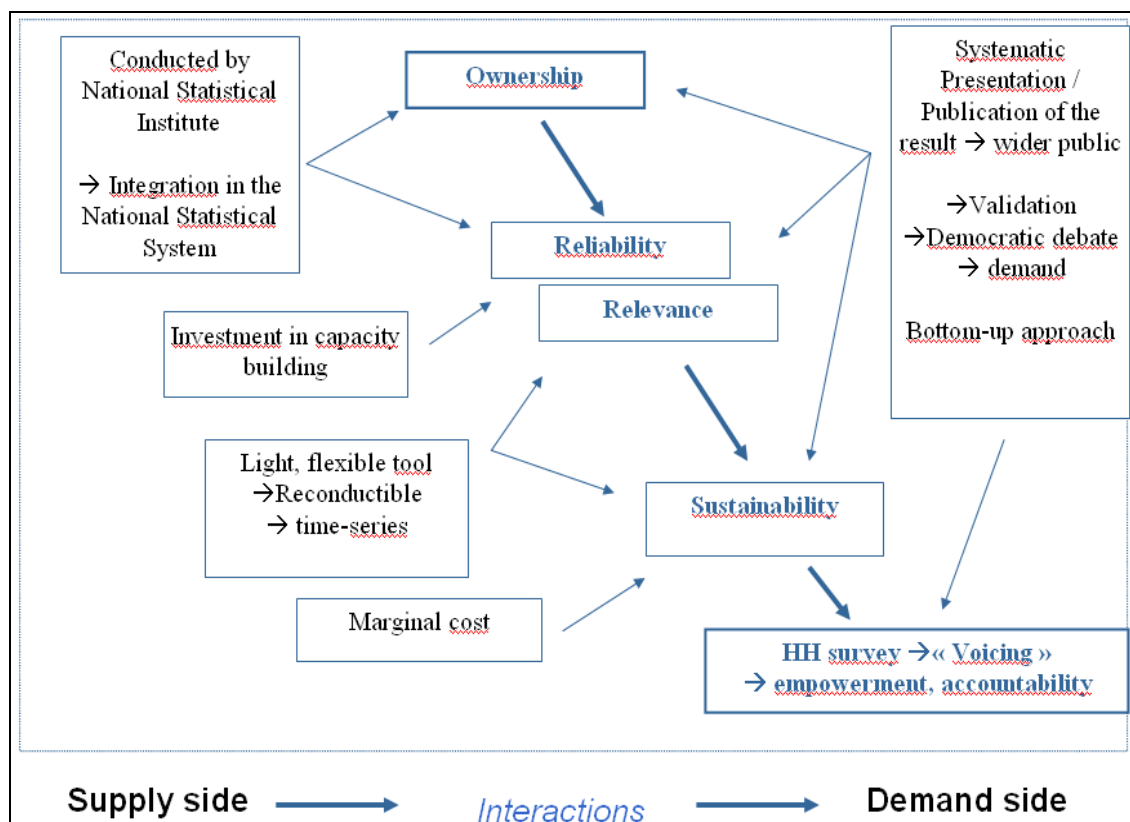 Conducted by
National Statistical
Institute
→ Integration in the
National Statistical
System
Ownership
Systematic
Presentation /
Publication of the
result → wider public
→Validation
→Democratic debate
→ demand
Bottom-up approach
Reliability
Relevance
Investment in capacity
building
Light, flexible tool
→Reconductible
→ time-series
Sustainability
Marginal cost
HH survey →« Voicing »
→ empowerment, accountability
Supply side
Interactions
Demand side